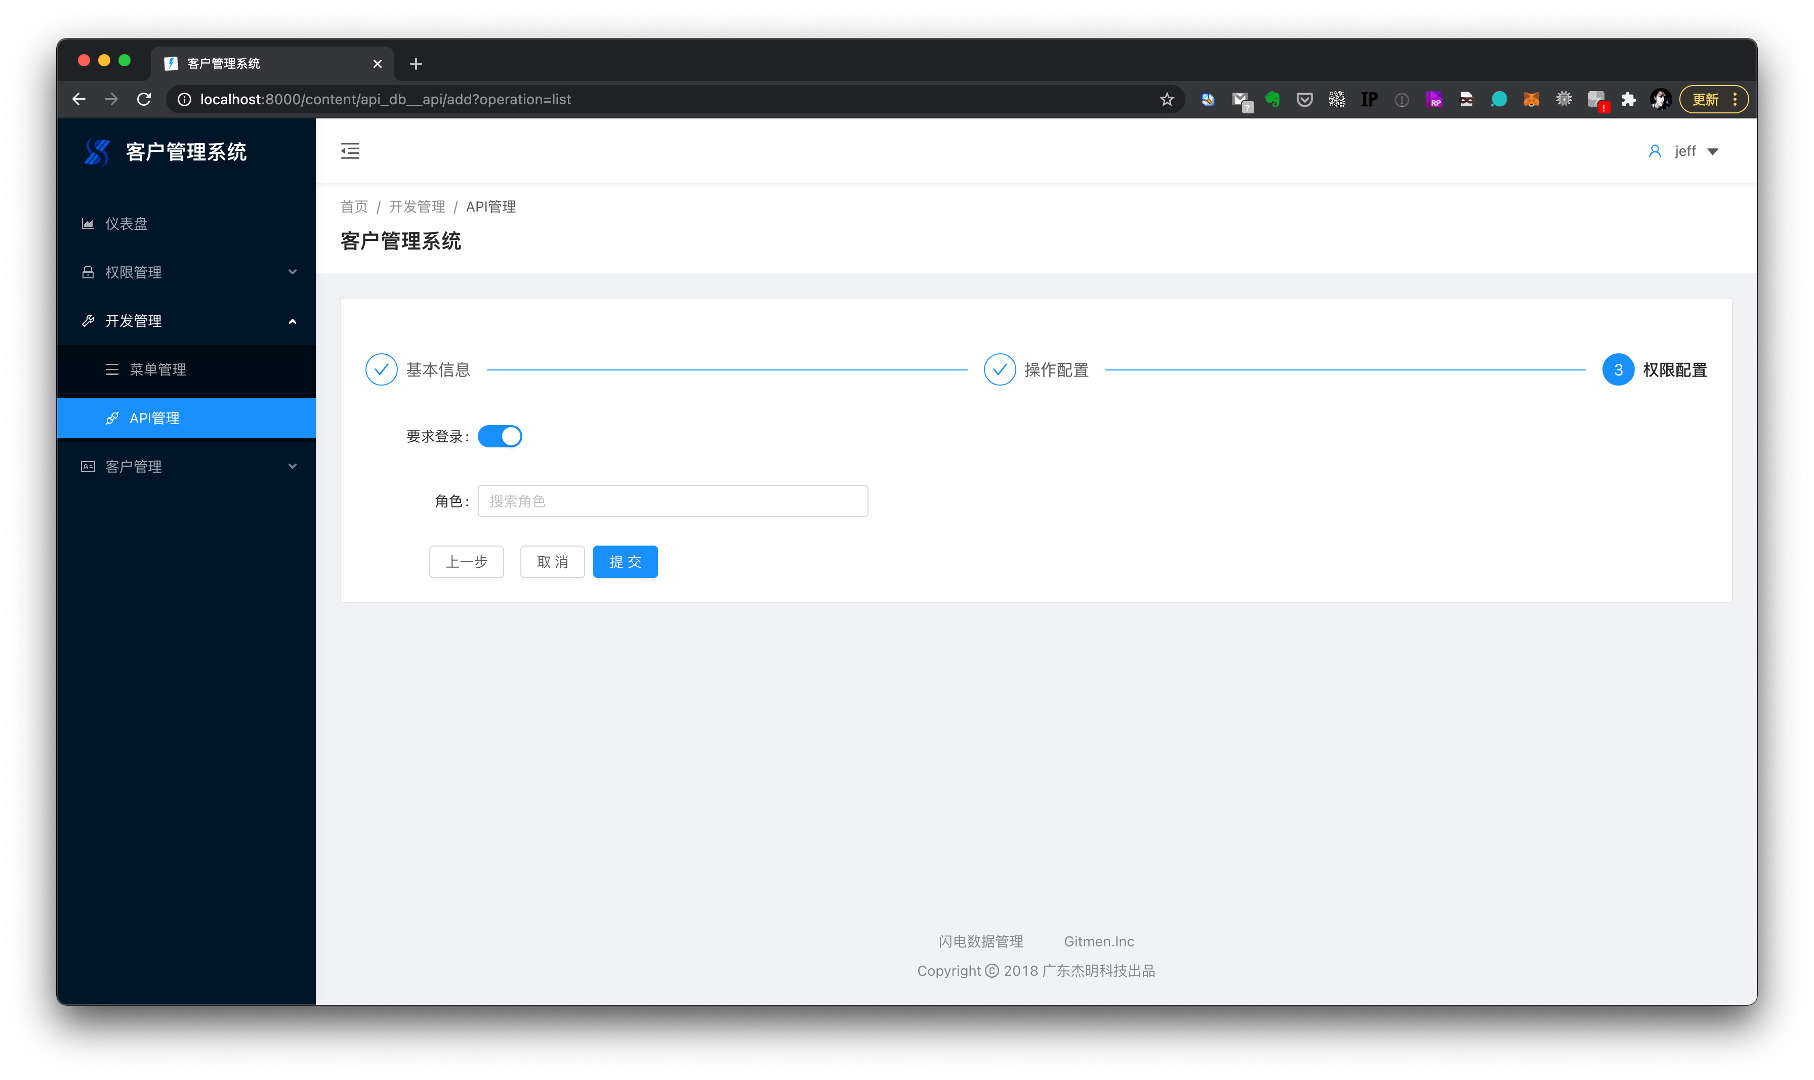 客户管理系统
localhost:8000/content/api_db__api/add?operation=list
IP
RP
更新
客户管理系统
jeff
首页 / 开发管理 / API管理
客户管理系统
仪表盘
权限管理
开发管理
菜单管理
API管理
客户管理
基本信息
操作配置
3 权限配置
要求登录:
角色: 搜索角色
上一步 取 消 提 交
闪电数据管理 Gitmen.Inc
Copyright © 2018 广东杰明科技出品